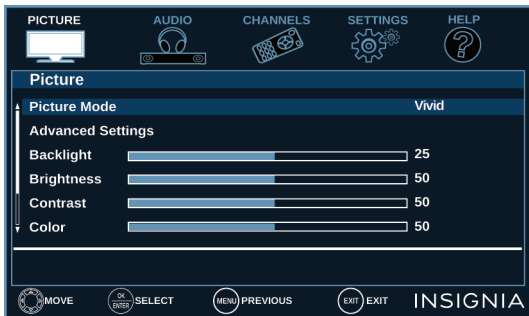 PICTURE AUDIO CHANNELS SETTINGS HELP
Picture
Picture Mode Vivid
Advanced Settings
Backlight 25
Brightness 50
Contrast 50
Color 50
MOVE OK ENTER SELECT MENU PREVIOUS EXIT EXIT INSIGNIA